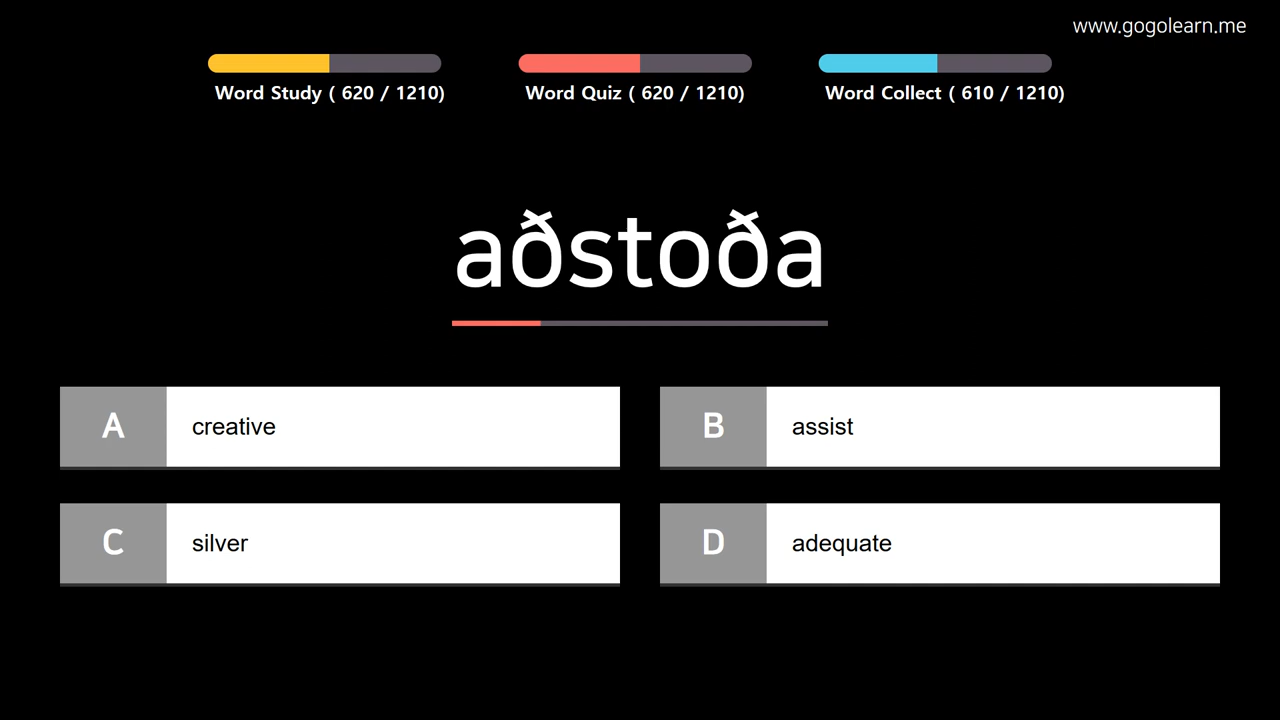 www.gogolearn.me
Word Study ( 620 / 1210)
Word Quiz ( 620 / 1210)
Word Collect ( 610 / 1210)
aðstoða
A creative
B assist
C silver
D adequate